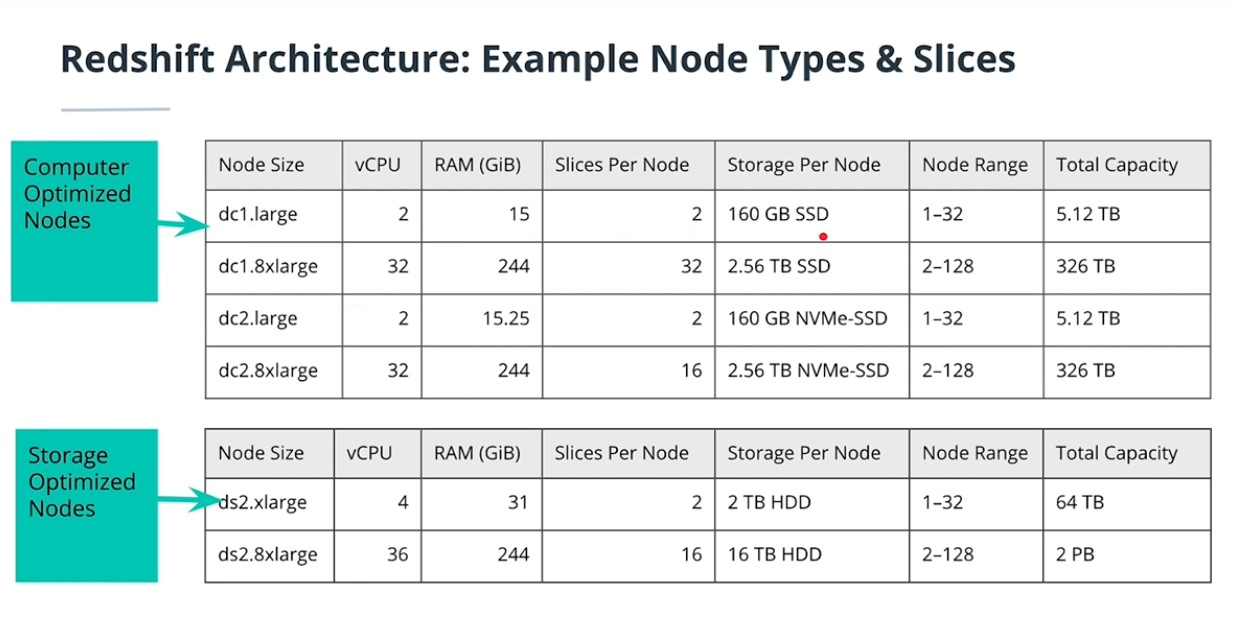 Redshift Architecture: Example Node Types & Slices
Computer
Optimized
Nodes
Node Size vCPU RAM (GiB) Slices Per Node Storage Per Node Node Range Total Capacity
dc1.large 2 15 2 160 GB SSD 1–32 5.12 TB
dc1.8xlarge 32 244 32 2.56 TB SSD 2–128 326 TB
dc2.large 2 15.25 2 160 GB NVMe-SSD 1–32 5.12 TB
dc2.8xlarge 32 244 16 2.56 TB NVMe-SSD 2–128 326 TB
Storage
Optimized
Nodes
Node Size vCPU RAM (GiB) Slices Per Node Storage Per Node Node Range Total Capacity
ds2.xlarge 4 31 2 2 TB HDD 1–32 64 TB
ds2.8xlarge 36 244 16 16 TB HDD 2–128 2 PB